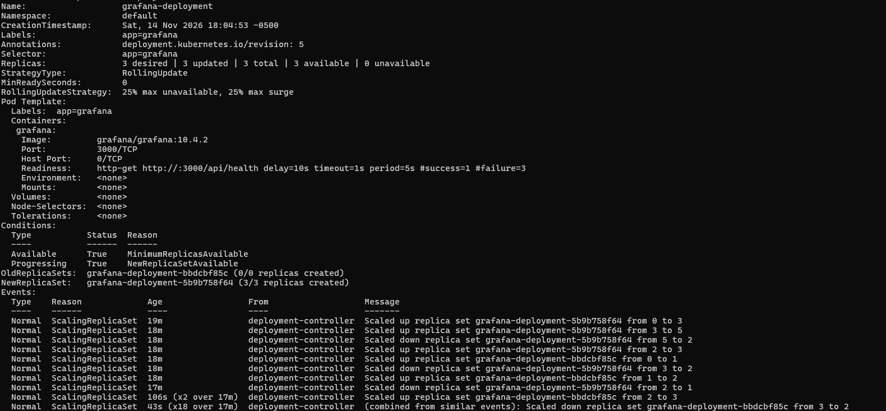 Name:                   grafana-deployment
Namespace:              default
CreationTimestamp:      Sat, 14 Nov 2026 18:04:53 -0500
Labels:                 app=grafana
Annotations:            deployment.kubernetes.io/revision: 5
Selector:               app=grafana
Replicas:               3 desired | 3 updated | 3 total | 3 available | 0 unavailable
StrategyType:           RollingUpdate
MinReadySeconds:        0
RollingUpdateStrategy:  25% max unavailable, 25% max surge
Pod Template:
  Labels:  app=grafana
  Containers:
   grafana:
    Image:         grafana/grafana:10.4.2
    Port:          3000/TCP
    Host Port:     0/TCP
    Readiness:     http-get http://:3000/api/health delay=10s timeout=1s period=5s #success=1 #failure=3
    Environment:   <none>
    Mounts:        <none>
  Volumes:         <none>
  Node-Selectors:  <none>
  Tolerations:     <none>
Conditions:
  Type           Status  Reason
  ----           ------  ------
  Available      True    MinimumReplicasAvailable
  Progressing    True    NewReplicaSetAvailable
OldReplicaSets:  grafana-deployment-bbdcbf85c (0/0 replicas created)
NewReplicaSet:   grafana-deployment-5b9b758f64 (3/3 replicas created)
Events:
  Type    Reason             Age                 From                   Message
  ----    ------             ----                ----                   -------
  Normal  ScalingReplicaSet  19m                 deployment-controller  Scaled up replica set grafana-deployment-5b9b758f64 from 0 to 3
  Normal  ScalingReplicaSet  18m                 deployment-controller  Scaled up replica set grafana-deployment-5b9b758f64 from 3 to 5
  Normal  ScalingReplicaSet  18m                 deployment-controller  Scaled down replica set grafana-deployment-5b9b758f64 from 5 to 2
  Normal  ScalingReplicaSet  18m                 deployment-controller  Scaled up replica set grafana-deployment-5b9b758f64 from 2 to 3
  Normal  ScalingReplicaSet  18m                 deployment-controller  Scaled up replica set grafana-deployment-bbdcbf85c from 0 to 1
  Normal  ScalingReplicaSet  18m                 deployment-controller  Scaled down replica set grafana-deployment-5b9b758f64 from 3 to 2
  Normal  ScalingReplicaSet  18m                 deployment-controller  Scaled up replica set grafana-deployment-bbdcbf85c from 1 to 2
  Normal  ScalingReplicaSet  17m                 deployment-controller  Scaled down replica set grafana-deployment-5b9b758f64 from 2 to 1
  Normal  ScalingReplicaSet  106s (x2 over 17m)  deployment-controller  Scaled up replica set grafana-deployment-bbdcbf85c from 2 to 3
  Normal  ScalingReplicaSet  43s (x18 over 17m)  deployment-controller  (combined from similar events): Scaled down replica set grafana-deployment-bbdcbf85c from 3 to 2